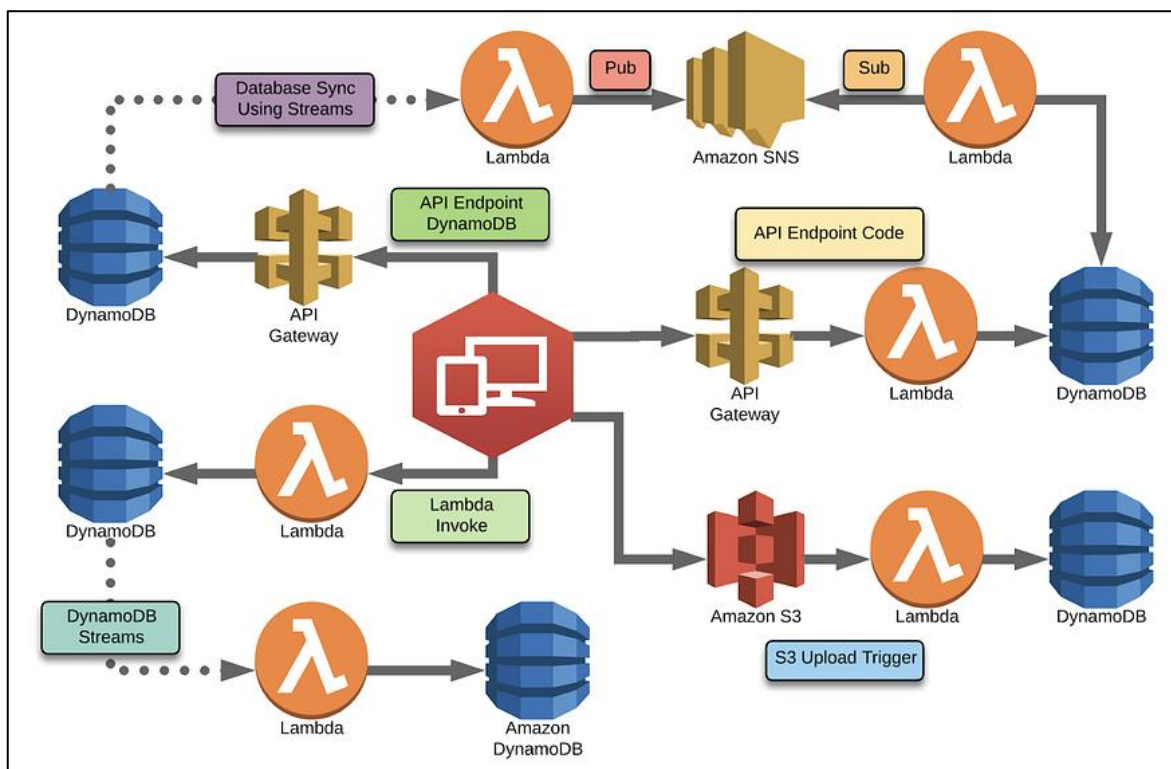 Pub
Sub
Database Sync
Using Streams
Lambda
Amazon SNS
Lambda
API Endpoint
DynamoDB
API Endpoint Code
DynamoDB
API
Gateway
API
Gateway
Lambda
DynamoDB
DynamoDB
Lambda
Lambda
Invoke
DynamoDB
Streams
Amazon S3
Lambda
DynamoDB
S3 Upload Trigger
Lambda
Amazon
DynamoDB